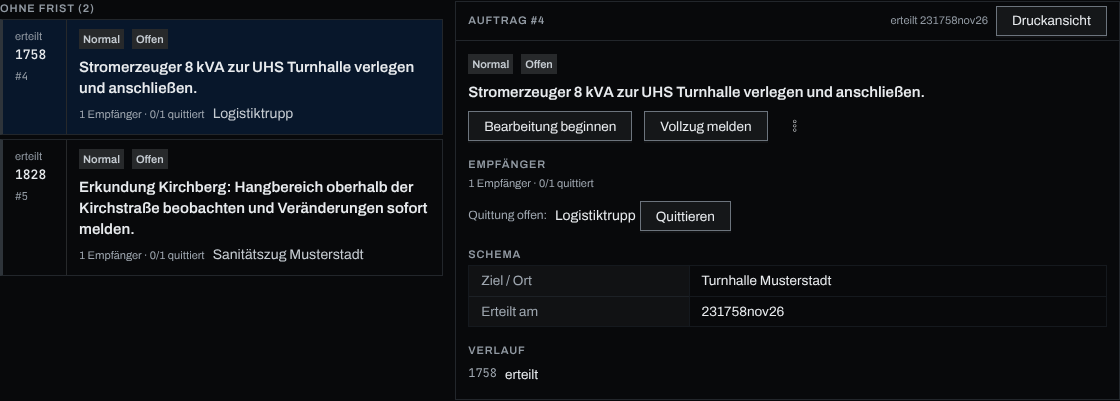 OHNE FRIST (2)
erteilt
1758
#4
Normal Offen
Stromerzeuger 8 kVA zur UHS Turnhalle verlegen
und anschließen.
1 Empfänger · 0/1 quittiert Logistiktrupp
erteilt
1828
#5
Normal Offen
Erkundung Kirchberg: Hangbereich oberhalb der
Kirchstraße beobachten und Veränderungen sofort
melden.
1 Empfänger · 0/1 quittiert Sanitätszug Musterstadt
AUFTRAG #4 erteilt 231758nov26 Druckansicht
Normal Offen
Stromerzeuger 8 kVA zur UHS Turnhalle verlegen und anschließen.
Bearbeitung beginnen Vollzug melden
EMPFÄNGER
1 Empfänger · 0/1 quittiert
Quittung offen: Logistiktrupp Quittieren
SCHEMA
Ziel / Ort Turnhalle Musterstadt
Erteilt am 231758nov26
VERLAUF
1758 erteilt